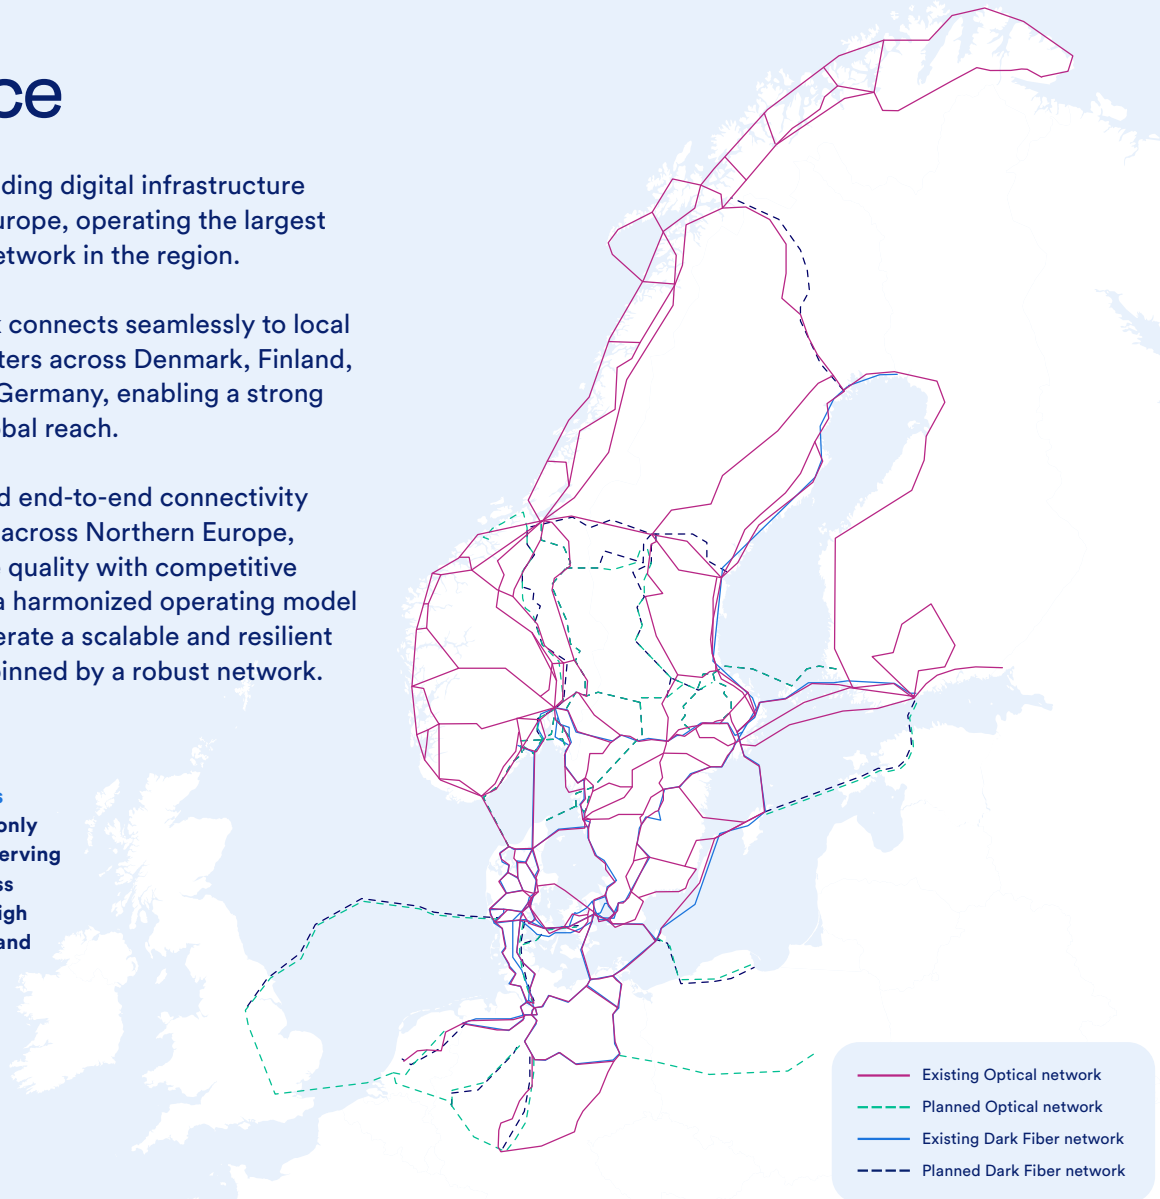 ce
ding digital infrastructure
urope, operating the largest
etwork in the region.
connects seamlessly to local
ters across Denmark, Finland,
Germany, enabling a strong
bal reach.
d end-to-end connectivity
across Northern Europe,
quality with competitive
a harmonized operating model
erate a scalable and resilient
pinned by a robust network.
s
only
erving
ss
igh
and
Existing Optical network
Planned Optical network
Existing Dark Fiber network
Planned Dark Fiber network